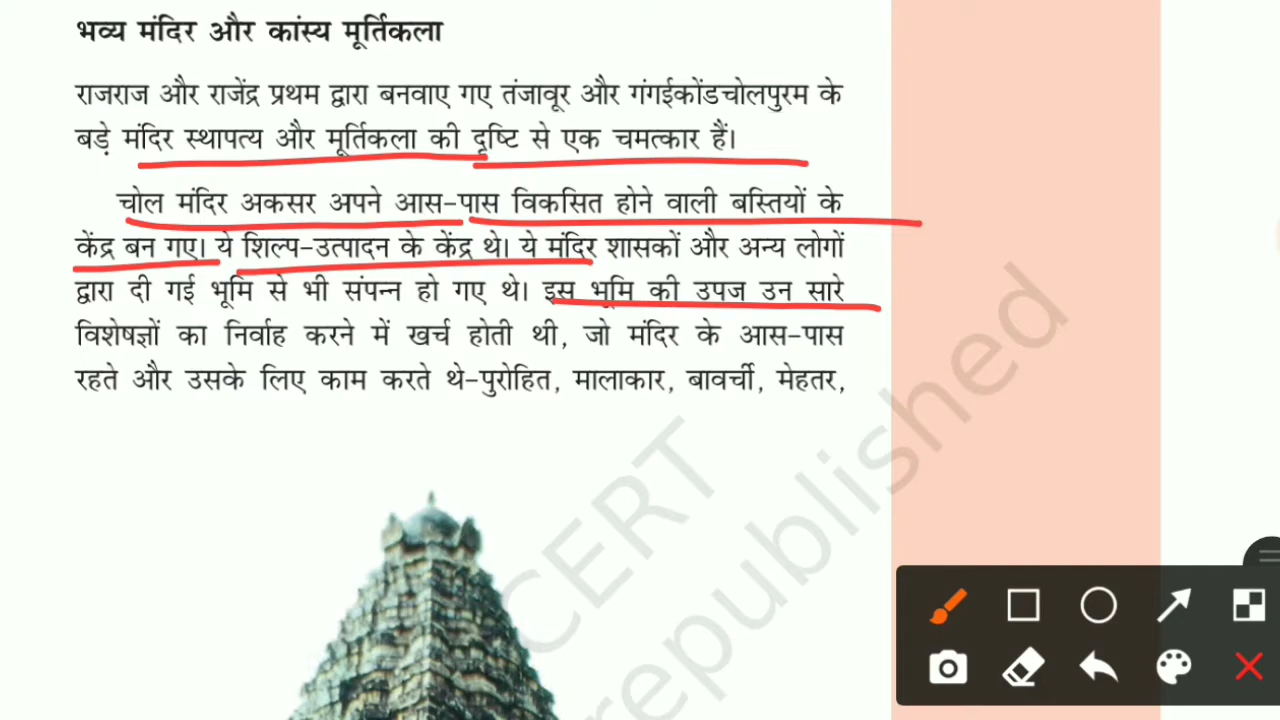 भव्य मंदिर और कांस्य मूर्तिकला
राजराज और राजेंद्र प्रथम द्वारा बनवाए गए तंजावूर और गंगईकोंडचोलपुरम के
बड़े मंदिर स्थापत्य और मूर्तिकला की दृष्टि से एक चमत्कार हैं।
चोल मंदिर अकसर अपने आस-पास विकसित होने वाली बस्तियों के
केंद्र बन गए। ये शिल्प-उत्पादन के केंद्र थे। ये मंदिर शासकों और अन्य लोगों
द्वारा दी गई भूमि से भी संपन्न हो गए थे। इस भूमि की उपज उन सारे
विशेषज्ञों का निर्वाह करने में खर्च होती थी, जो मंदिर के आस-पास
रहते और उसके लिए काम करते थे-पुरोहित, मालाकार, बावर्ची, मेहतर,
CERT
republished